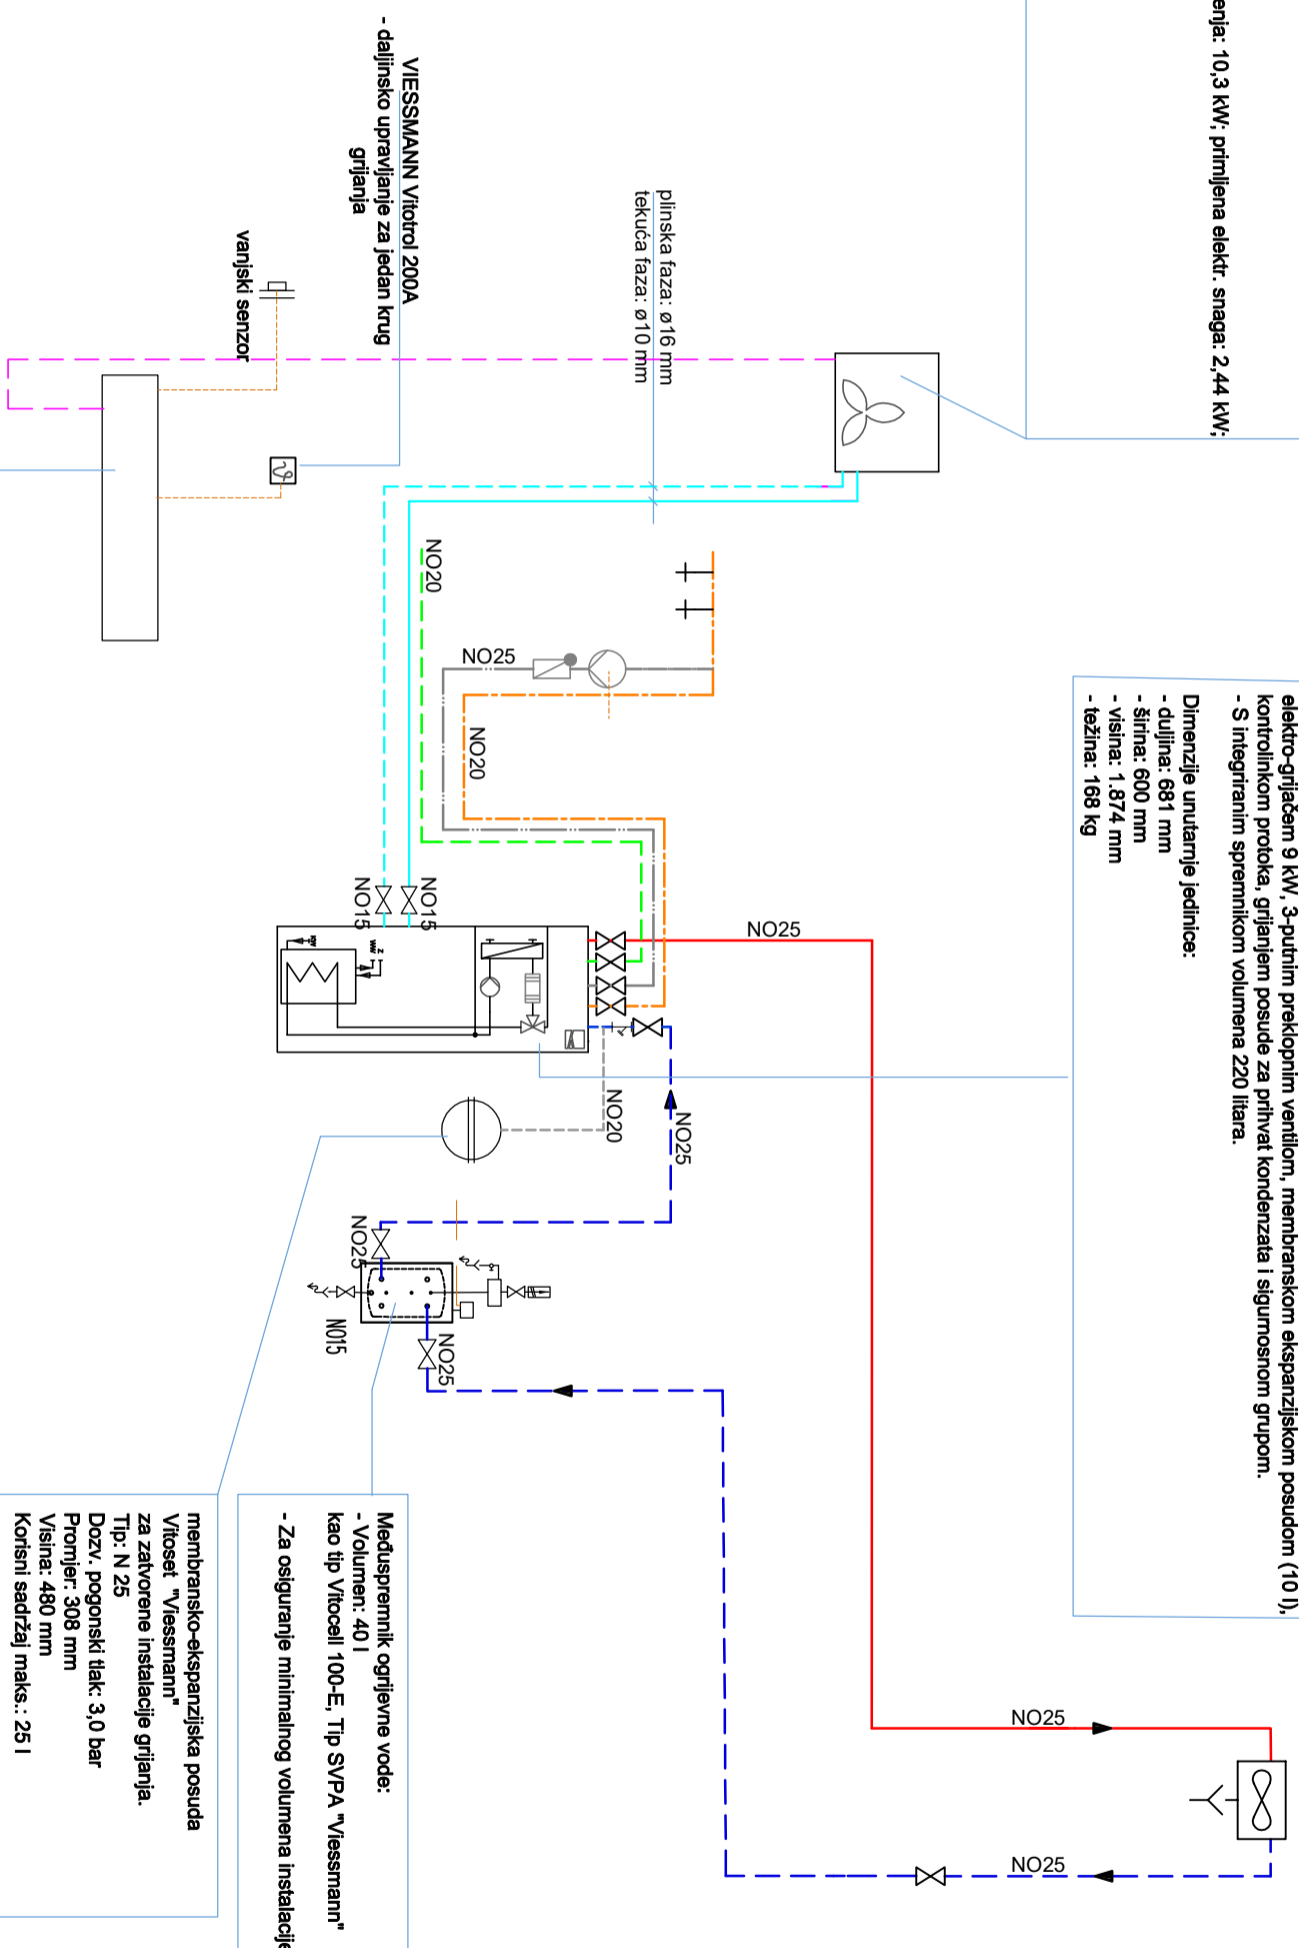 enja: 10,3 kW; primljena elektr. snaga: 2,44 kW;
elektro-grijačem 9 kW, 3-putnim preklopnim ventilom, membranskom ekspanzijskom posudom (10 l),
kontrolinkom protoka, grijanjem posude za prihvat kondenzata i sigurnosnom grupom.
- S integriranim spremnikom volumena 220 litara.
Dimenzije unutarnje jedinice:
- duljina: 681 mm
- širina: 600 mm
- visina: 1.874 mm
- težina: 168 kg
VIESSMANN Vitotrol 200A
- daljinsko upravljanje za jedan krug
grijanja
vanjski senzor
plinska faza: ø16 mm
tekuća faza: ø10 mm
NO20
NO25
NO20
NO15
NO15
NO25
NO20
NO25
NO25
NO25
NO15
NO25
NO25
Međuspremnik ogrijevne vode:
- Volumen: 40 l
kao tip Vitocell 100-E, Tip SVPA "Viessmann"
- Za osiguranje minimalnog volumena instalacije
membransko-ekspanzijska posuda
Vitoset "Viessmann"
za zatvorene instalacije grijanja.
Tip: N 25
Dozv. pogonski tlak: 3,0 bar
Promjer: 308 mm
Visina: 480 mm
Korisni sadržaj maks.: 25 l